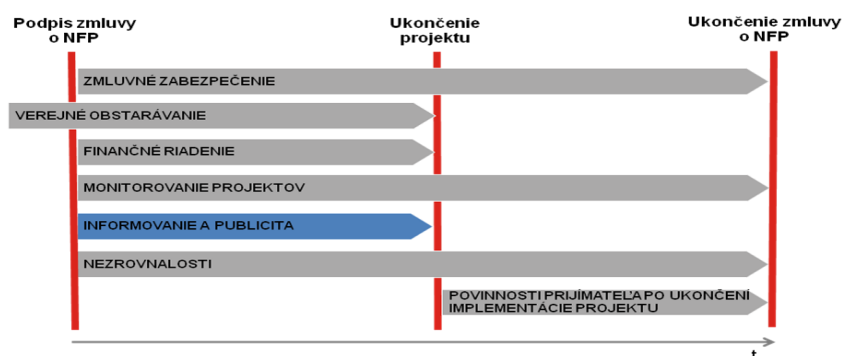 Podpis zmluvy
o NFP
Ukončenie
projektu
Ukončenie zmluvy
o NFP
ZMLUVNÉ ZABEZPEČENIE
VEREJNÉ OBSTARÁVANIE
FINANČNÉ RIADENIE
MONITOROVANIE PROJEKTOV
INFORMOVANIE A PUBLICITA
NEZROVNALOSTI
POVINNOSTI PRIJÍMATEĽA PO UKONČENÍ
IMPLEMENTÁCIE PROJEKTU
t